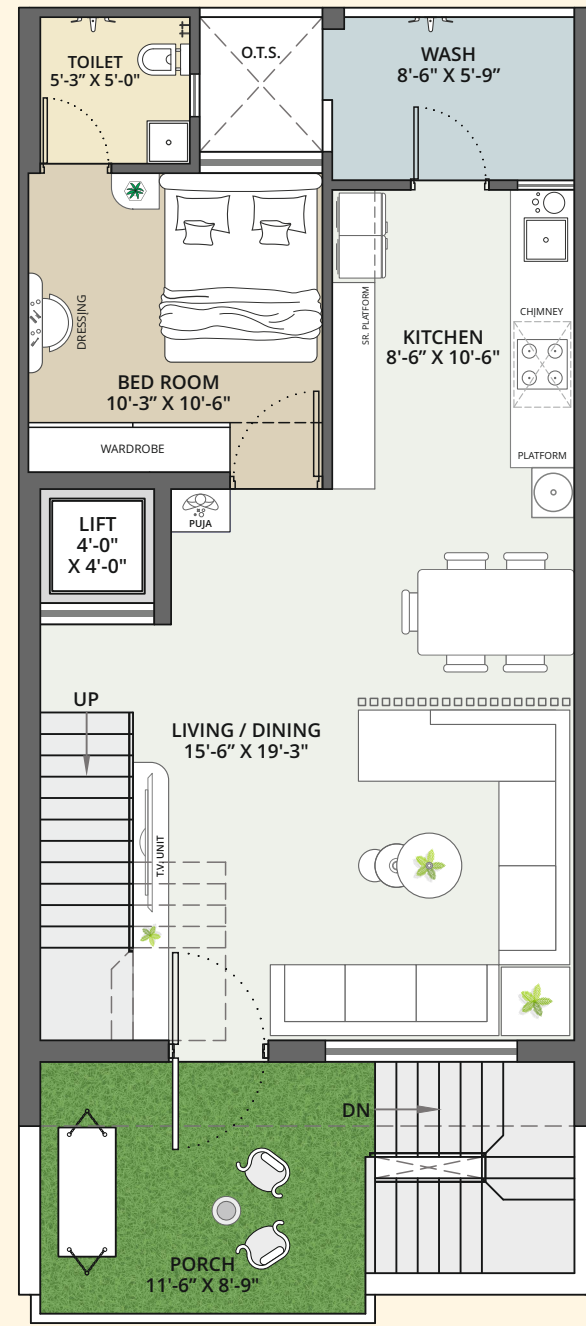 TOILET
5'-3” X 5'-0"
O.T.S.
WASH
8'-6" X 5'-9”
DRESSING
SR. PLATFORM
CHIMNEY
KITCHEN
8'-6” X 10'-6"
BED ROOM
10'-3” X 10'-6"
WARDROBE
PLATFORM
LIFT
4'-0"
X 4'-0"
PUJA
UP
LIVING / DINING
15'-6” X 19'-3"
T.V. UNIT
DN
PORCH
11'-6” X 8'-9"